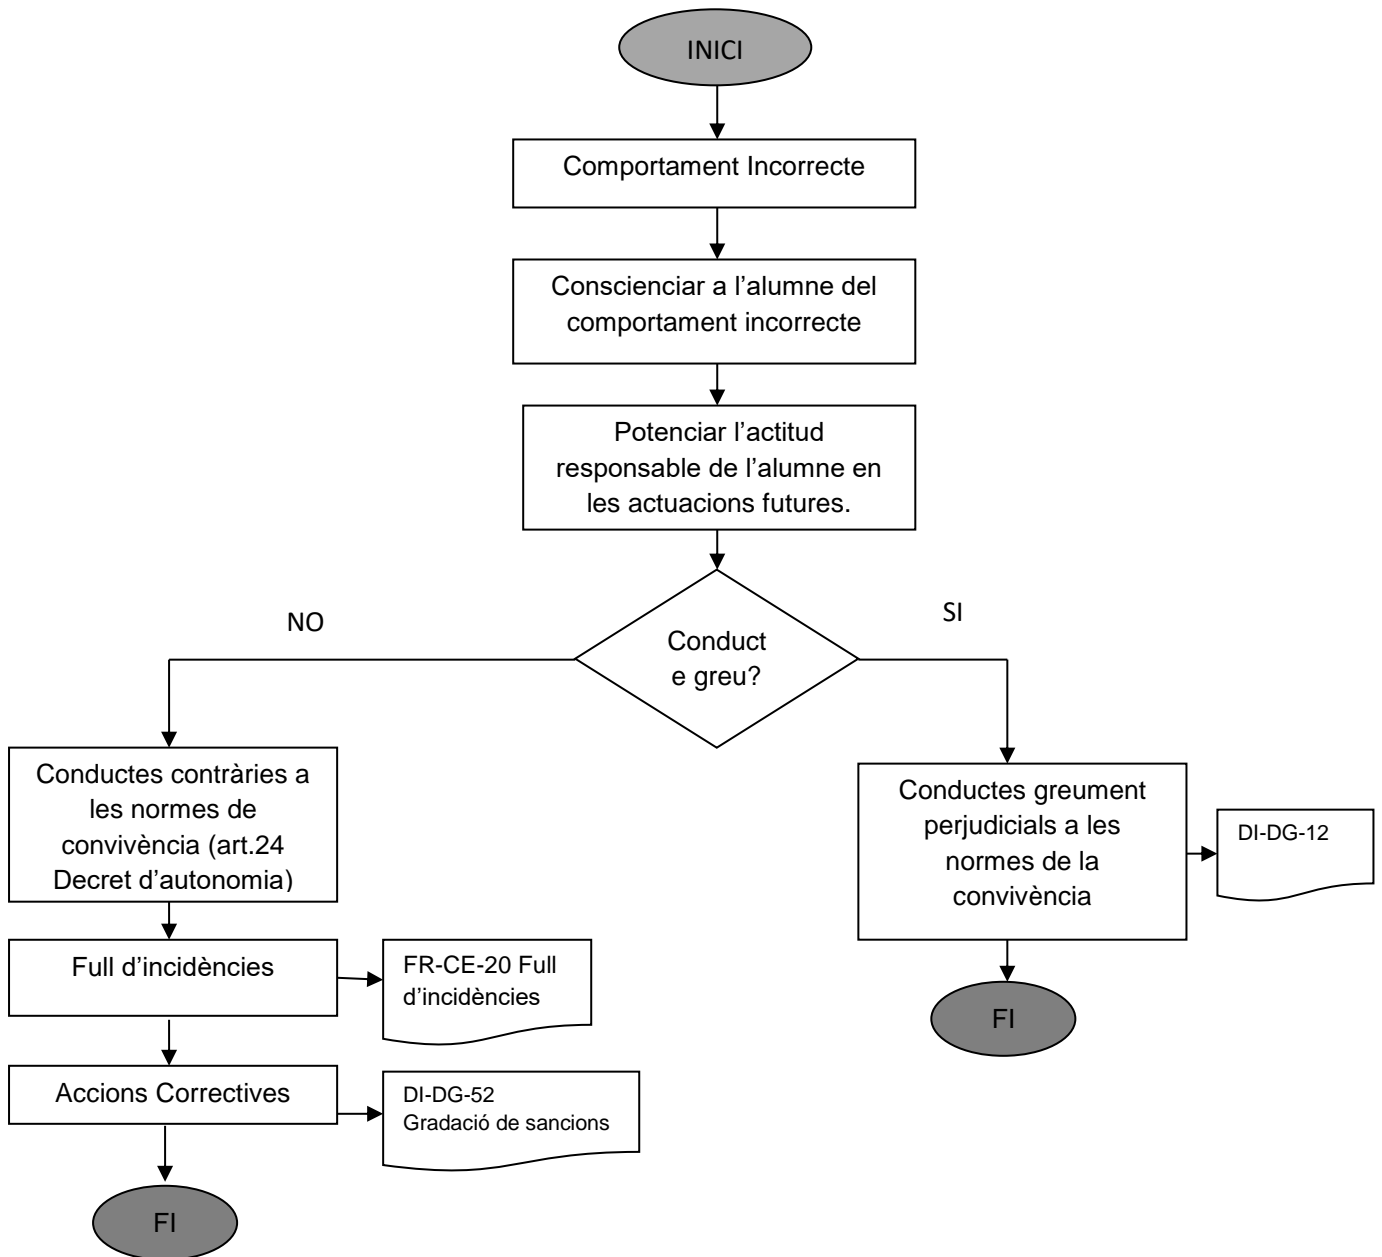 INICI
Comportament Incorrecte
Conscienciar a l’alumne del
comportament incorrecte
Potenciar l’actitud
responsable de l’alumne en
les actuacions futures.
NO
SI
Conduct
e greu?
Conductes contràries a
les normes de
convivència (art.24
Decret d’autonomia)
Conductes greument
perjudicials a les
normes de la
convivència
DI-DG-12
Full d’incidències
FR-CE-20 Full
d’incidències
FI
Accions Correctives
DI-DG-52
Gradació de sancions
FI